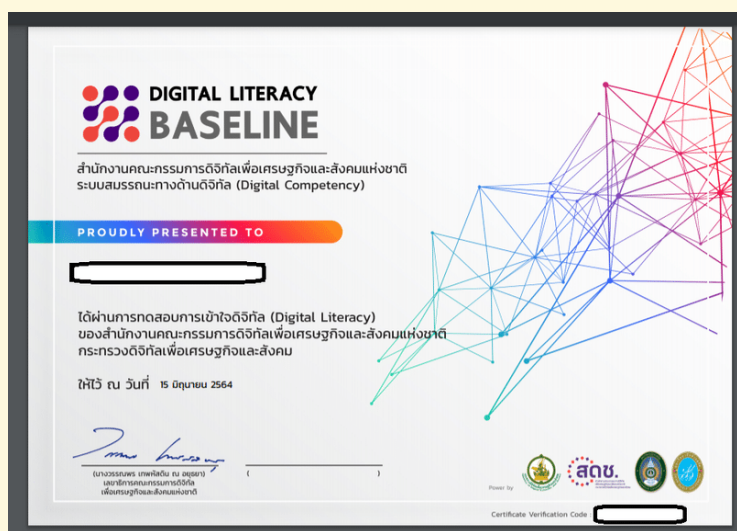 DIGITAL LITERACY
BASELINE
สำนักงานคณะกรรมการดิจิทัลเพื่อเศรษฐกิจและสังคมแห่งชาติ
ระบบสมรรถนะทางด้านดิจิทัล (Digital Competency)
PROUDLY PRESENTED TO
ได้ผ่านการทดสอบการเข้าใจดิจิทัล (Digital Literacy)
ของสำนักงานคณะกรรมการดิจิทัลเพื่อเศรษฐกิจและสังคมแห่งชาติ
กระทรวงดิจิทัลเพื่อเศรษฐกิจและสังคม
ให้ไว้ ณ วันที่ 15 มิถุนายน 2564
(นางวรรณพร เทพหัสดิน ณ อยุธยา)
เลขาธิการคณะกรรมการดิจิทัล
เพื่อเศรษฐกิจและสังคมแห่งชาติ
( )
Power by
สดช.
Certificate Verification Code :